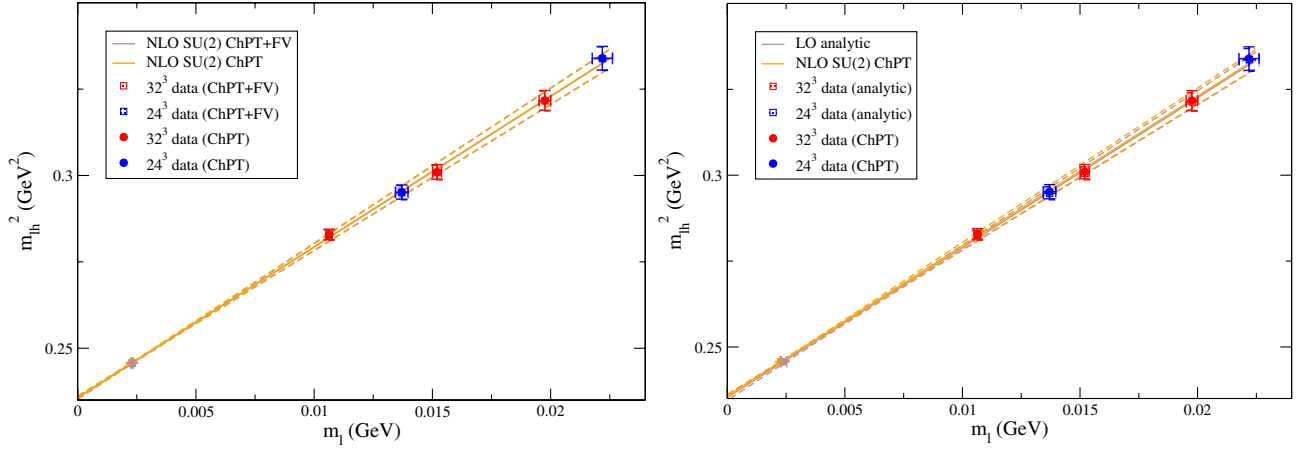 NLO SU(2) ChPT+FV
NLO SU(2) ChPT
32³ data (ChPT+FV)
24³ data (ChPT+FV)
32³ data (ChPT)
24³ data (ChPT)
0.3
0.25
m_lh² (GeV²)
0 0.005 0.01 0.015 0.02
m_l (GeV)
LO analytic
NLO SU(2) ChPT
32³ data (analytic)
24³ data (analytic)
32³ data (ChPT)
24³ data (ChPT)
0.3
0.25
m_lh² (GeV²)
0 0.005 0.01 0.015 0.02
m_l (GeV)